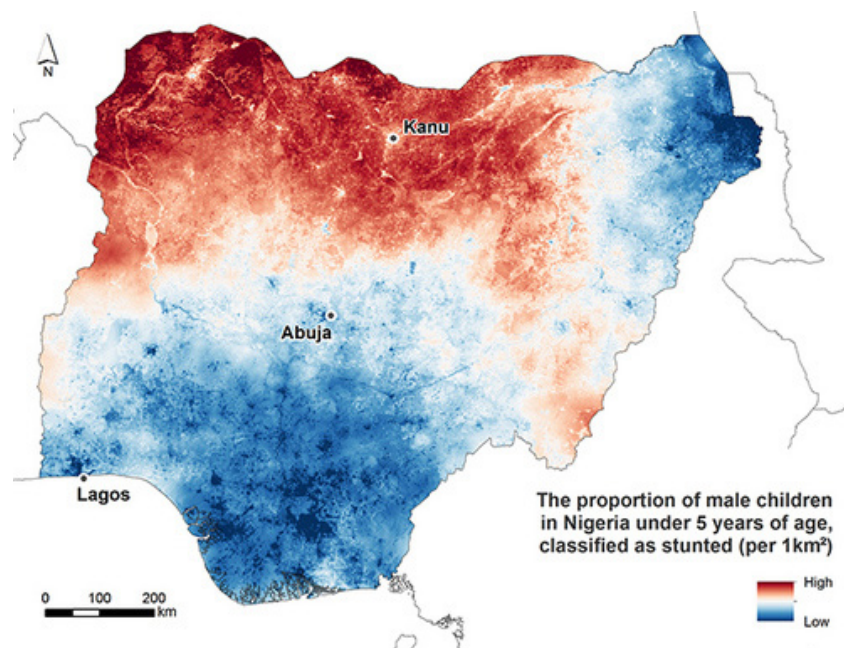 N
Kanu
Abuja
Lagos
The proportion of male children
in Nigeria under 5 years of age,
classified as stunted (per 1km²)
High
Low
0 100 200
km